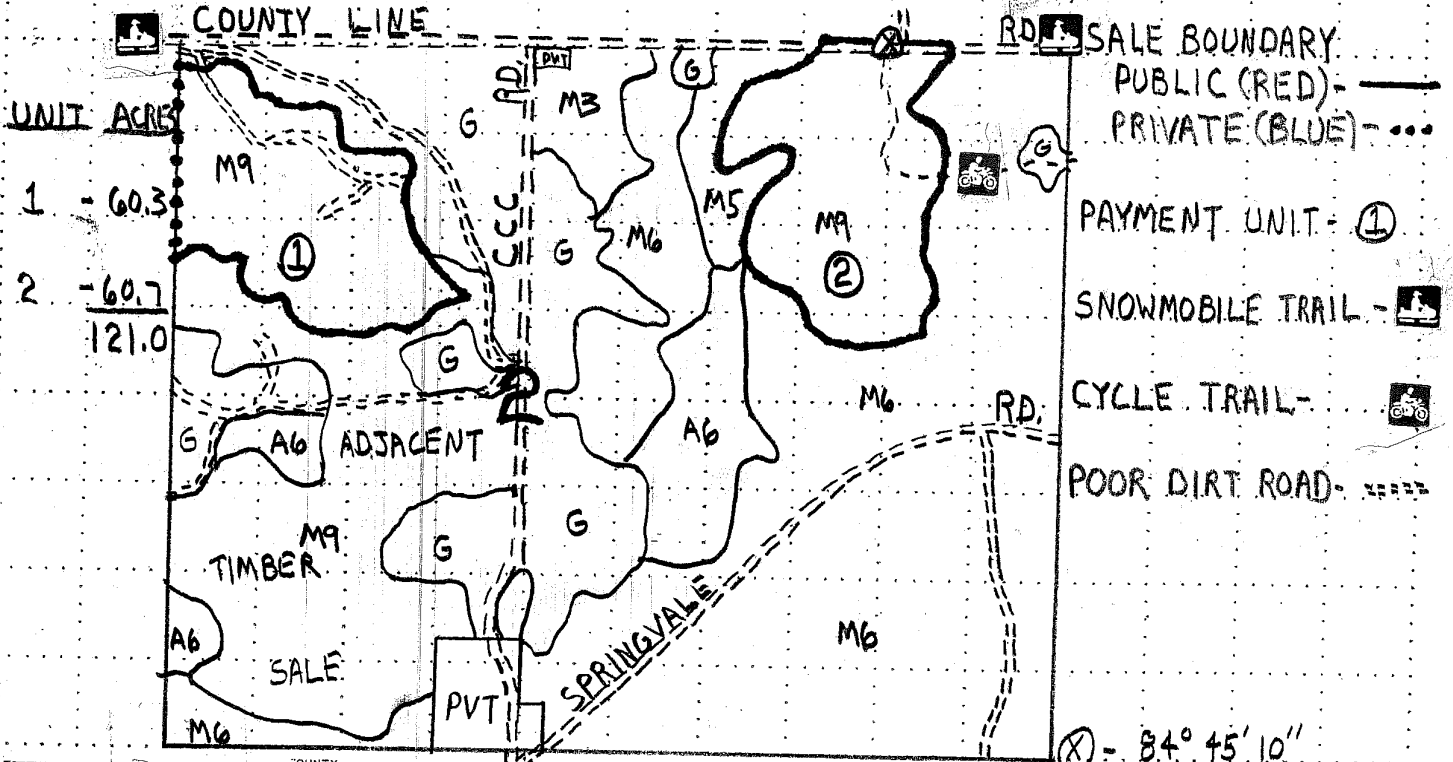 COUNTY LINE RD.
UNIT ACRES
1 - 60.3
2 - 60.7
121.0
SALE BOUNDARY
PUBLIC (RED)-
PRIVATE (BLUE)-
PAYMENT UNIT- 1
SNOWMOBILE TRAIL -
CYCLE TRAIL-
POOR DIRT ROAD-
X - 84° 45' 10"
PVT
CCC RD.
G
M3
G
G
M9
1
M5
M6
G
M9
2
G
2
M6
A6
RD.
G
A6
ADJACENT
M9
TIMBER
G
G
A6
SALE
PVT
SPRINGVALE
M6
M6
COUNTY